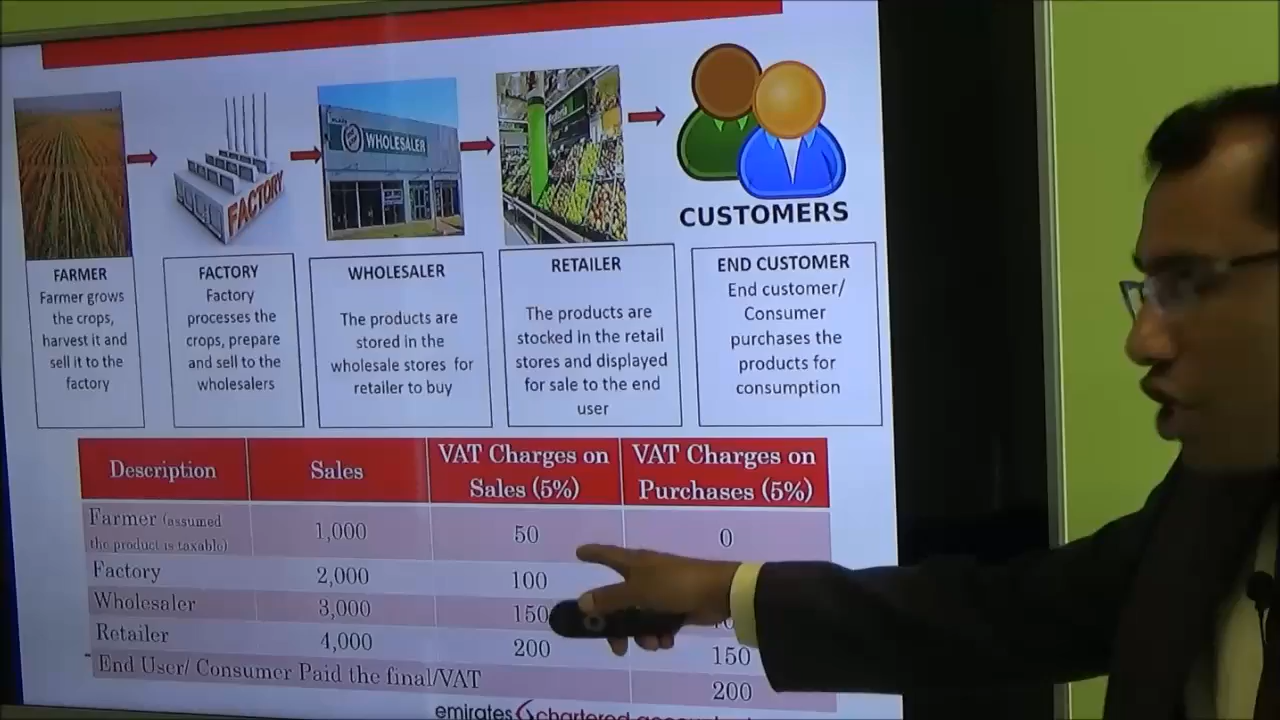 WHOLESALER
FACTORY
CUSTOMERS
FARMER
Farmer grows
the crops,
harvest it and
sell it to the
factory
FACTORY
Factory
processes the
crops, prepare
and sell to the
wholesalers
WHOLESALER
The products are
stored in the
wholesale stores for
retailer to buy
RETAILER
The products are
stocked in the retail
stores and displayed
for sale to the end
user
END CUSTOMER
End customer/
Consumer
purchases the
products for
consumption
Description
Sales
VAT Charges on
Sales (5%)
VAT Charges on
Purchases (5%)
Farmer (assumed
the product is taxable)
1,000
50
0
Factory
2,000
100
Wholesaler
3,000
150
Retailer
4,000
200
150
End User/ Consumer Paid the final/VAT
200
emirates chartered